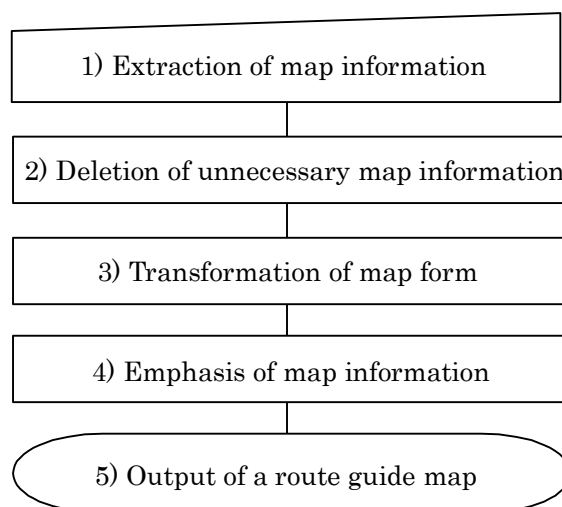 1) Extraction of map information
2) Deletion of unnecessary map information
3) Transformation of map form
4) Emphasis of map information
5) Output of a route guide map